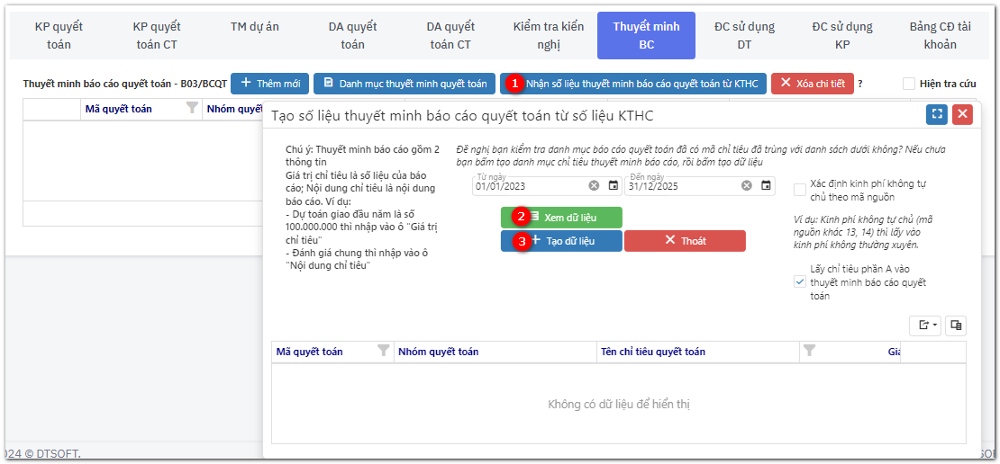 KP quyết toán
KP quyết toán CT
TM dự án
DA quyết toán
DA quyết toán CT
Kiểm tra kiến nghị
Thuyết minh BC
ĐC sử dụng DT
ĐC sử dụng KP
Bảng CĐ tài khoản
Thuyết minh báo cáo quyết toán - B03/BCQT
Thêm mới
Danh mục thuyết minh quyết toán
1 Nhận số liệu thuyết minh báo cáo quyết toán từ KTHC
Xóa chi tiết
?
Hiện tra cứu
Mã quyết toán
Nhóm quyết
Tạo số liệu thuyết minh báo cáo quyết toán từ số liệu KTHC
Chú ý: Thuyết minh báo cáo gồm 2
thông tin
Giá trị chỉ tiêu là số liệu của báo
cáo; Nội dung chỉ tiêu là nội dung
báo cáo. Ví dụ:
- Dự toán giao đầu năm là số
100.000.000 thì nhập vào ô "Giá trị
chỉ tiêu"
- Đánh giá chung thì nhập vào ô
"Nội dung chỉ tiêu"
Đề nghị bạn kiểm tra danh mục báo cáo quyết toán đã có mã chỉ tiêu đã trùng với danh sách dưới không? Nếu chưa
bạn bấm tạo danh mục chỉ tiêu thuyết minh báo cáo, rồi bấm tạo dữ liệu
Từ ngày
01/01/2023
Đến ngày
31/12/2025
2 Xem dữ liệu
3 Tạo dữ liệu
Thoát
Xác định kinh phí không tự
chủ theo mã nguồn
Ví dụ: Kinh phí không tự chủ (mã
nguồn khác 13, 14) thì lấy vào
kinh phí không thường xuyên.
Lấy chỉ tiêu phần A vào
thuyết minh báo cáo quyết
toán
Mã quyết toán
Nhóm quyết toán
Tên chỉ tiêu quyết toán
Giá
Không có dữ liệu để hiển thị
024 © DTSOFT.